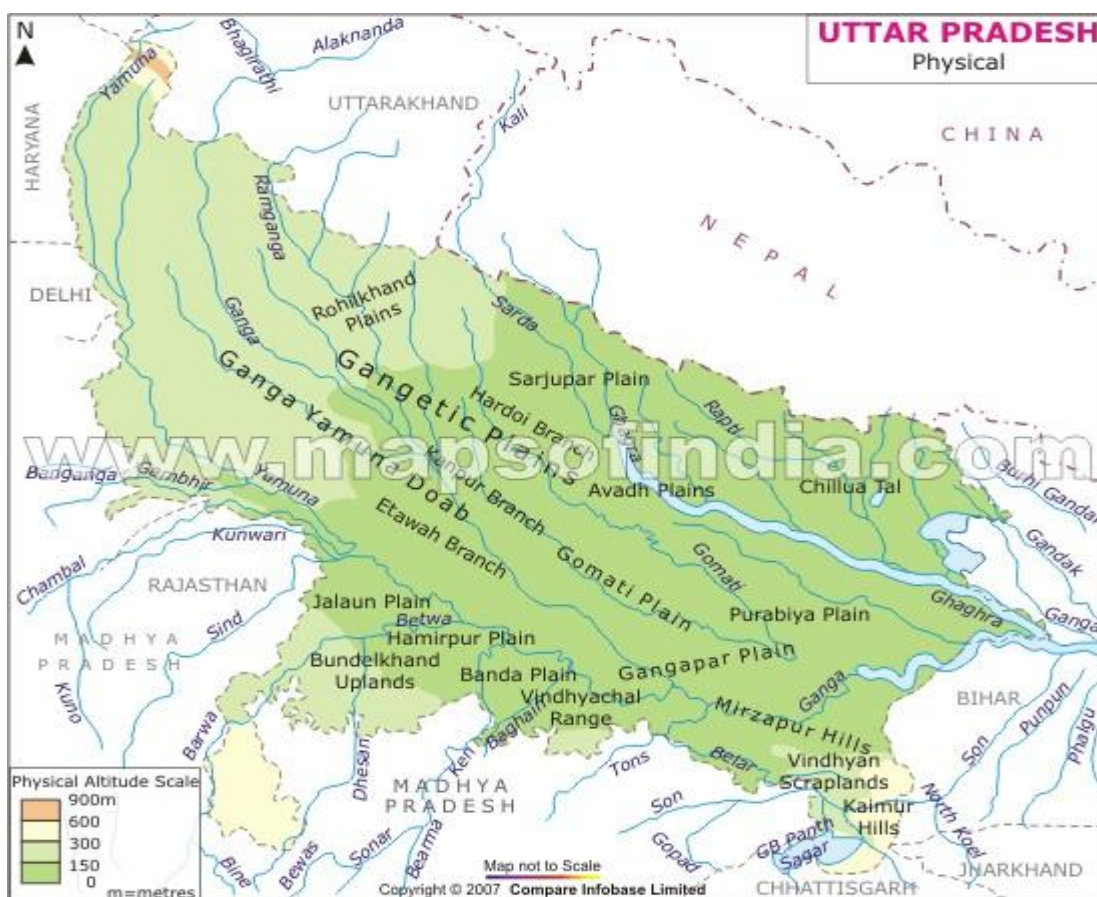 UTTAR PRADESH
Physical
N
Yamuna
Bhagirathi
Alaknanda
UTTARAKHAND
HARYANA
Kali
CHINA
NEPAL
Ramganga
DELHI
Rohilkhand
Plains
Ganga
Sarda
Sarjupar Plain
Gangetic Plains
Hardoi Branch
Ghagra
Rapti
Ganga Yamuna Doab
www.mapsofindia.com
Kanpur Branch
Avadh Plains
Chillua Tal
Burhi Gandak
Banganga
Gambhir
Yamuna
Etawah Branch
Kunwari
Gomati Plain
Gomati
Gandak
Chambal
RAJASTHAN
Jalaun Plain
Purabiya Plain
Ghaghra
Ganga
Sind
Betwa
Hamirpur Plain
MADHYA
PRADESH
Bundelkhand
Uplands
Banda Plain
Gangapar Plain
Vindhyachal
Range
Ganga
BIHAR
Mirzapur Hills
Kuno
Barwa
Baghain
Punpun
Son
Phalgu
Dhesan
Ken
Tons
Belar
Vindhyan
Scraplands
MADHYA
PRADESH
Son
Kaimur
Hills
North Koel
Physical Altitude Scale
900m
600
300
150
0
m=metres
Bine
Bewas
Sonar
Bearma
Gopad
GB Panth
Sagar
JHARKHAND
CHHATTISGARH
Map not to Scale
Copyright © 2007 Compare Infobase Limited